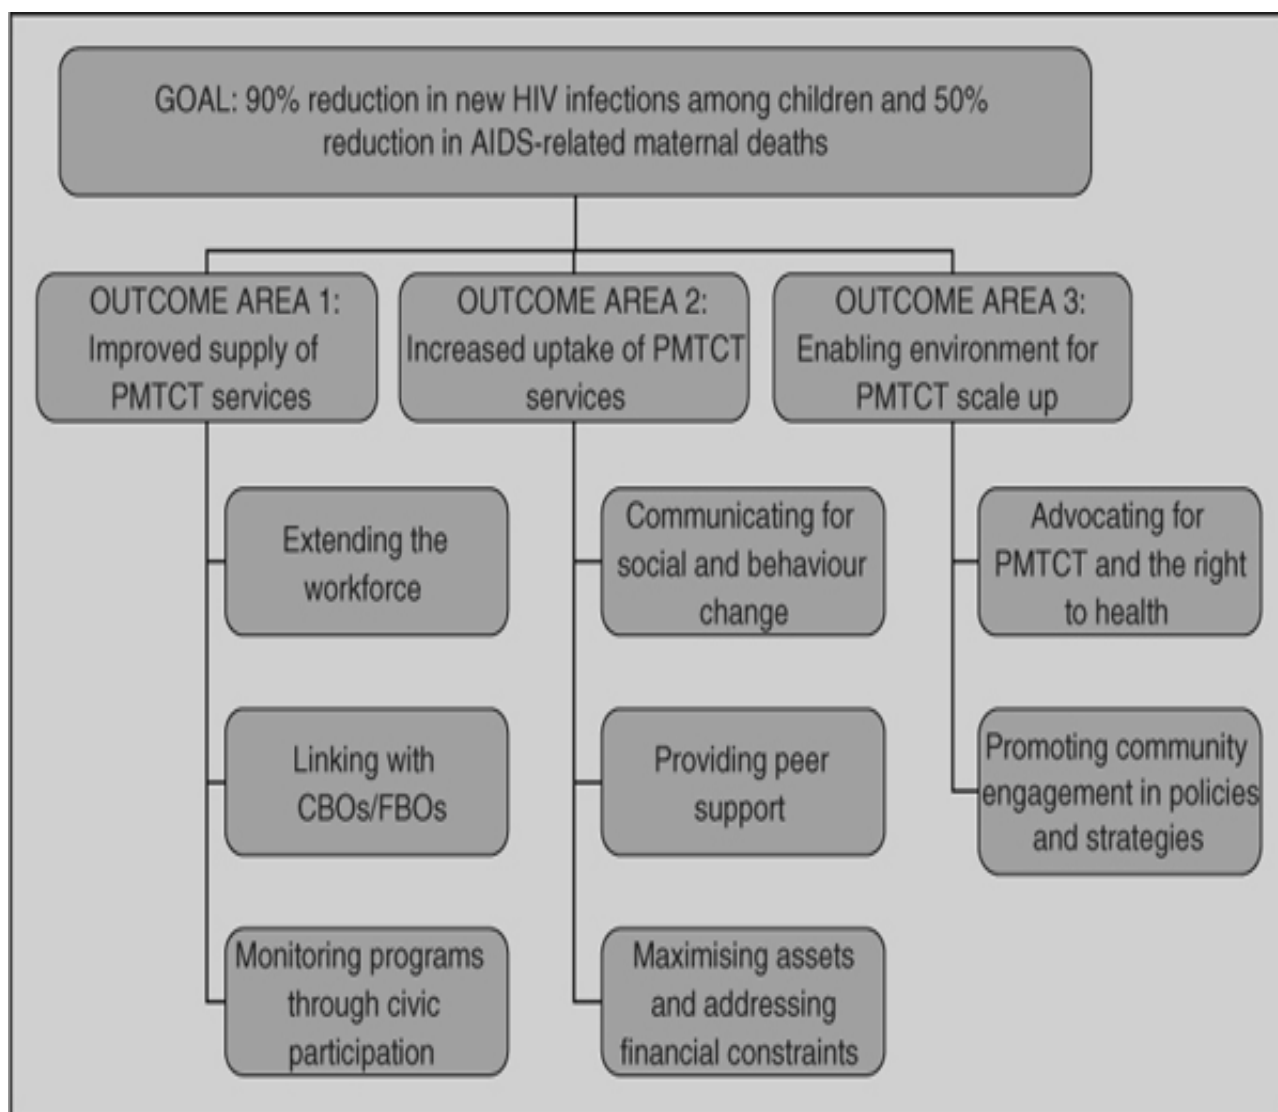 GOAL: 90% reduction in new HIV infections among children and 50%
reduction in AIDS-related maternal deaths
OUTCOME AREA 1:
Improved supply of
PMTCT services
OUTCOME AREA 2:
Increased uptake of PMTCT
services
OUTCOME AREA 3:
Enabling environment for
PMTCT scale up
Extending the
workforce
Linking with
CBOs/FBOs
Monitoring programs
through civic
participation
Communicating for
social and behaviour
change
Providing peer
support
Maximising assets
and addressing
financial constraints
Advocating for
PMTCT and the right
to health
Promoting community
engagement in policies
and strategies